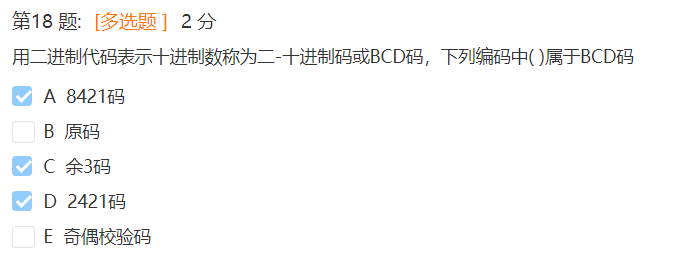 第18 题: [多选题 ] 2 分
用二进制代码表示十进制数称为二-十进制码或BCD码，下列编码中( )属于BCD码
A 8421码
B 原码
C 余3码
D 2421码
E 奇偶校验码